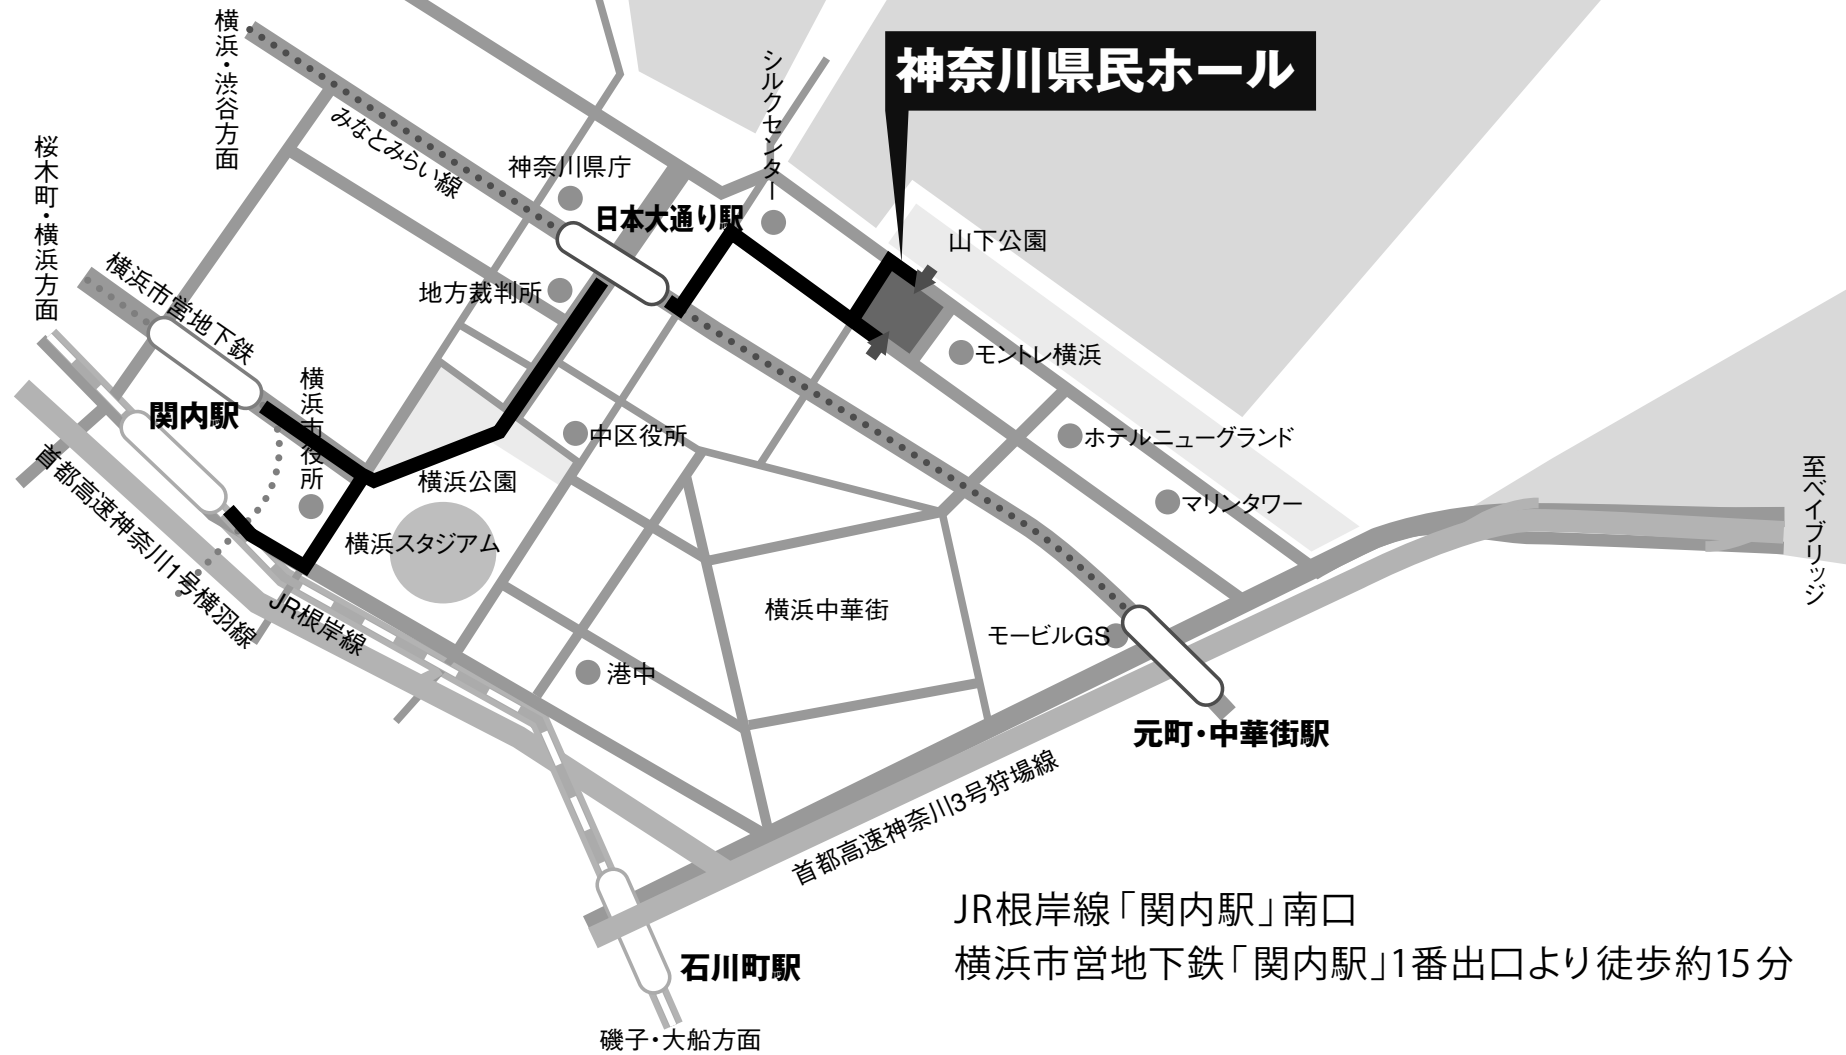 横浜・渋谷方面
神奈川県民ホール
シルクセンター
みなとみらい線
桜木町・横浜方面
神奈川県庁
日本大通り駅
山下公園
横浜市営地下鉄
地方裁判所
モントレ横浜
横浜市役所
関内駅
中区役所
ホテルニューグランド
首都高速神奈川1号横羽線
横浜公園
マリンタワー
至ベイブリッジ
横浜スタジアム
JR根岸線
横浜中華街
モービルGS
港中
元町・中華街駅
首都高速神奈川3号狩場線
JR根岸線「関内駅」南口
横浜市営地下鉄「関内駅」1番出口より徒歩約15分
石川町駅
磯子・大船方面